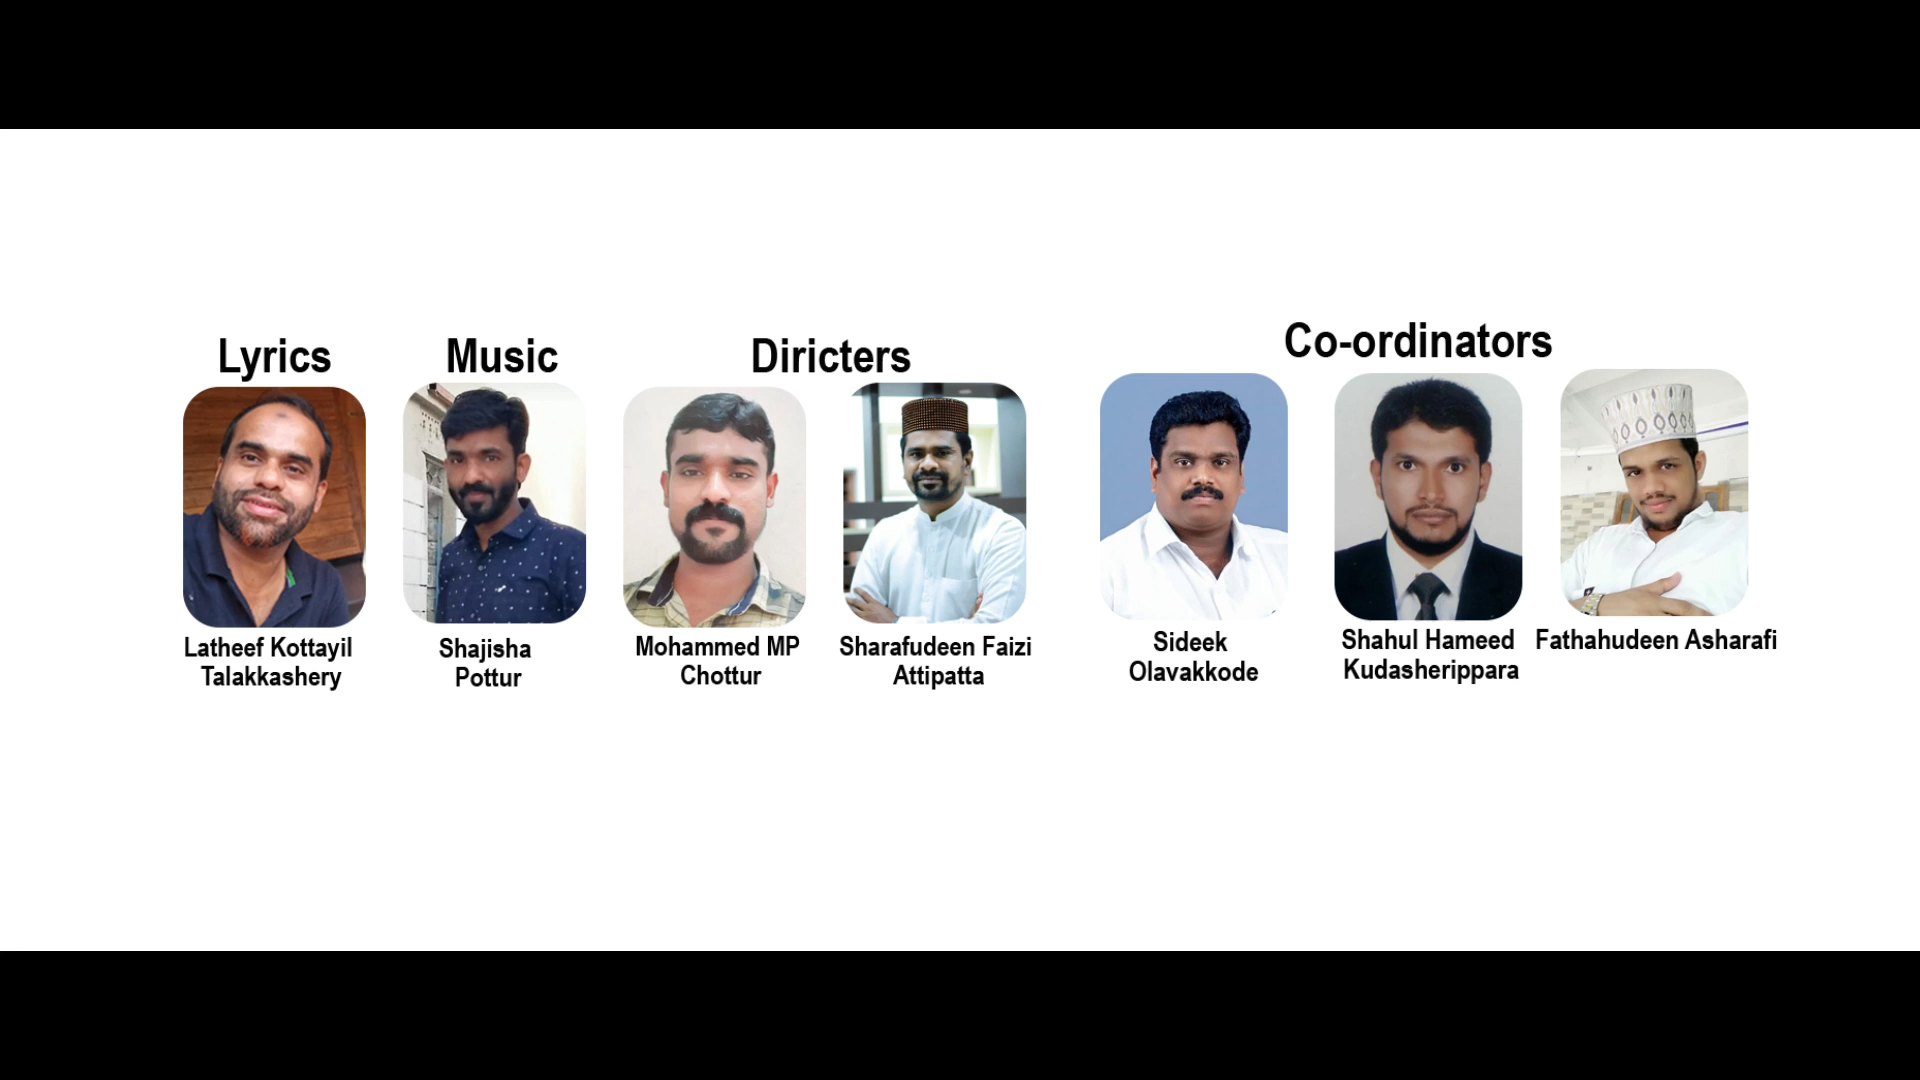 Lyrics
Music
Diricters
Co-ordinators
Latheef Kottayil
Talakkashery
Shajisha
Pottur
Mohammed MP
Chottur
Sharafudeen Faizi
Attipatta
Sideek
Olavakkode
Shahul Hameed
Kudasherippara
Fathahudeen Asharafi